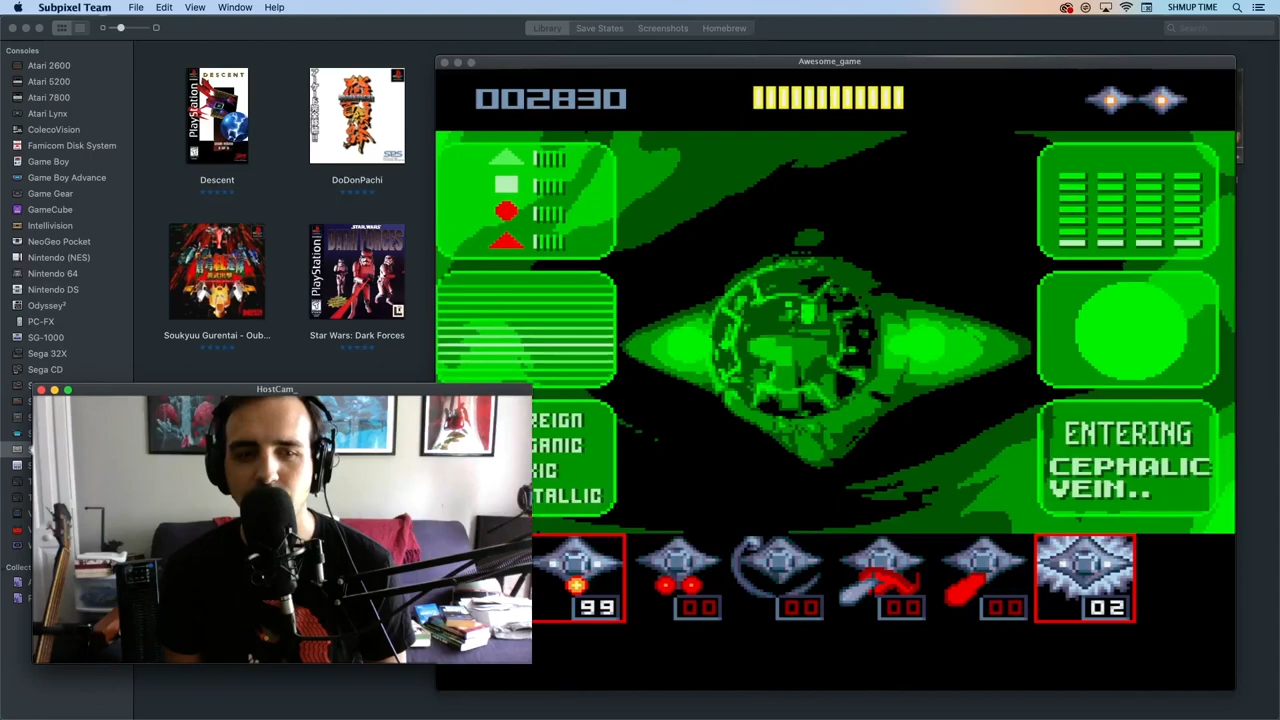 Subpixel Team File Edit View Window Help SHMUP TIME
Library Save States Screenshots Homebrew Search
Consoles
Atari 2600
Atari 5200
Atari 7800
Atari Lynx
ColecoVision
Famicom Disk System
Game Boy
Game Boy Advance
Game Gear
GameCube
Intellivision
NeoGeo Pocket
Nintendo (NES)
Nintendo 64
Nintendo DS
Odyssey²
PC-FX
SG-1000
Sega 32X
Sega CD
Collect
DESCENT
PlayStation
Descent
DoDonPachi
PlayStation
STAR WARS
DARK FORCES
Soukyuu Gurentai - Oub...
Star Wars: Dark Forces
HostCam_
Awesome_game
002830
REIGN
GANIC
XIC
TALLIC
ENTERING
CEPHALIC
VEIN..
99 00 00 00 00 02